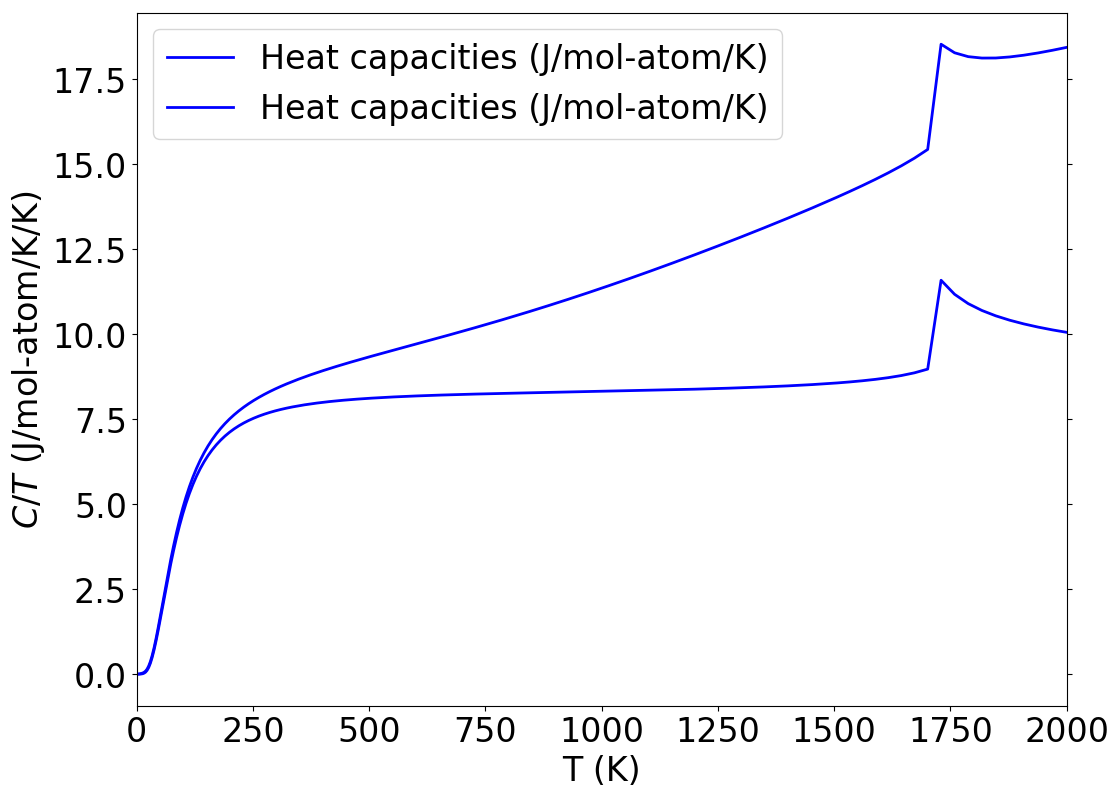 Heat capacities (J/mol-atom/K)
Heat capacities (J/mol-atom/K)
17.5
15.0
12.5
10.0
7.5
5.0
2.5
0.0
C/T (J/mol-atom/K/K)
0 250 500 750 1000 1250 1500 1750 2000
T (K)